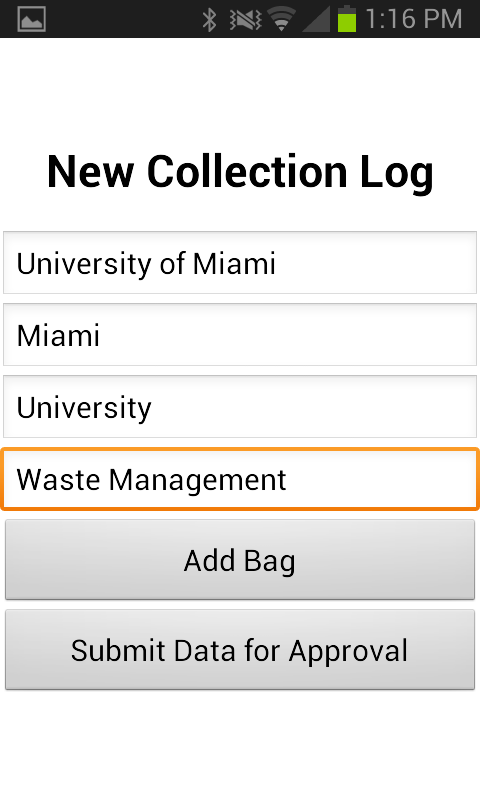 1:16 PM
New Collection Log
University of Miami
Miami
University
Waste Management
Add Bag
Submit Data for Approval